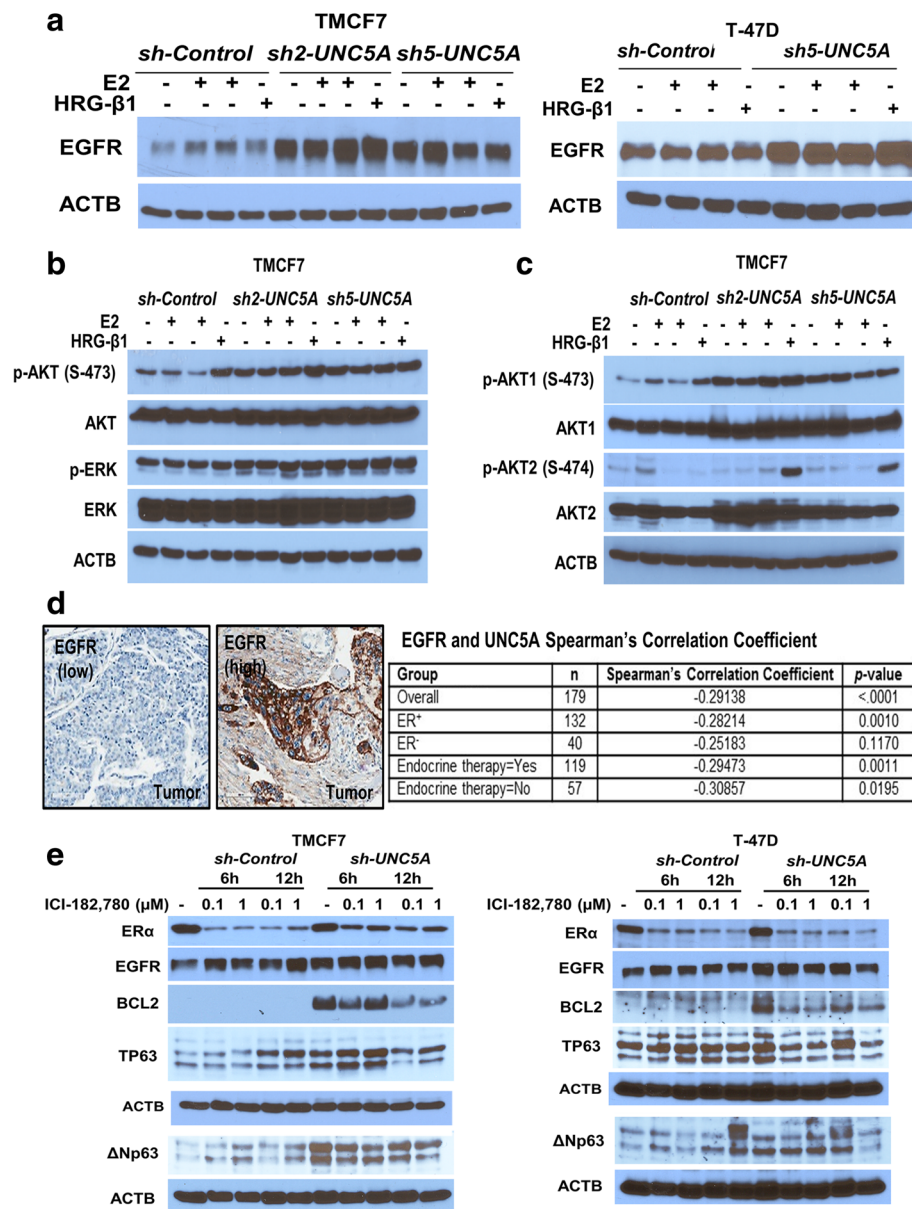 a
TMCF7
sh-Control sh2-UNC5A sh5-UNC5A
E2 - + + - - + + - - + + -
HRG-β1 - - - + - - - + - - - +
EGFR
ACTB
T-47D
sh-Control sh5-UNC5A
E2 - + + - - + + -
HRG-β1 - - - + - - - +
EGFR
ACTB
b
TMCF7
sh-Control sh2-UNC5A sh5-UNC5A
E2 - + + - - + + - - + + -
HRG-β1 - - - + - - - + - - - +
p-AKT (S-473)
AKT
p-ERK
ERK
ACTB
c
TMCF7
sh-Control sh2-UNC5A sh5-UNC5A
E2 - + + - - + + - - + + -
HRG-β1 - - - + - - - + - - - +
p-AKT1 (S-473)
AKT1
p-AKT2 (S-474)
AKT2
ACTB
d
EGFR
(low)
Tumor
EGFR
(high)
Tumor
EGFR and UNC5A Spearman's Correlation Coefficient
Group n Spearman's Correlation Coefficient p-value
Overall 179 -0.29138 <.0001
ER+ 132 -0.28214 0.0010
ER- 40 -0.25183 0.1170
Endocrine therapy=Yes 119 -0.29473 0.0011
Endocrine therapy=No 57 -0.30857 0.0195
e
TMCF7
sh-Control sh-UNC5A
6h 12h 6h 12h
ICI-182,780 (µM) - 0.1 1 0.1 1 - 0.1 1 0.1 1
ERα
EGFR
BCL2
TP63
ACTB
ΔNp63
ACTB
T-47D
sh-Control sh-UNC5A
6h 12h 6h 12h
ICI-182,780 (µM) - 0.1 1 0.1 1 - 0.1 1 0.1 1
ERα
EGFR
BCL2
TP63
ACTB
ΔNp63
ACTB